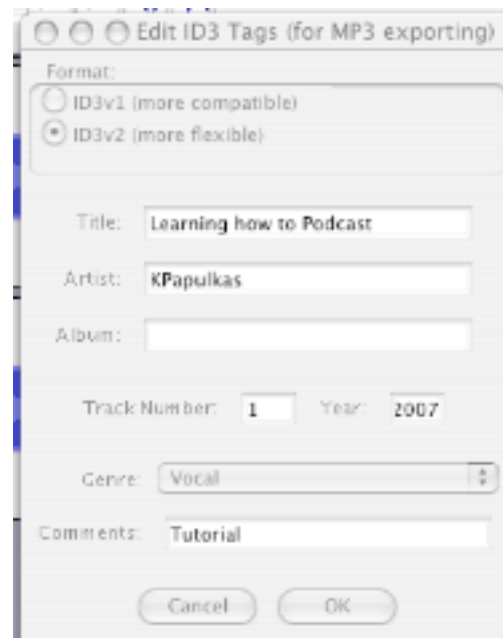 Edit ID3 Tags (for MP3 exporting)
Format:
ID3v1 (more compatible)
ID3v2 (more flexible)
Title: Learning how to Podcast
Artist: KPapulkas
Album:
Track Number: 1 Year: 2007
Genre: Vocal
Comments: Tutorial
Cancel OK